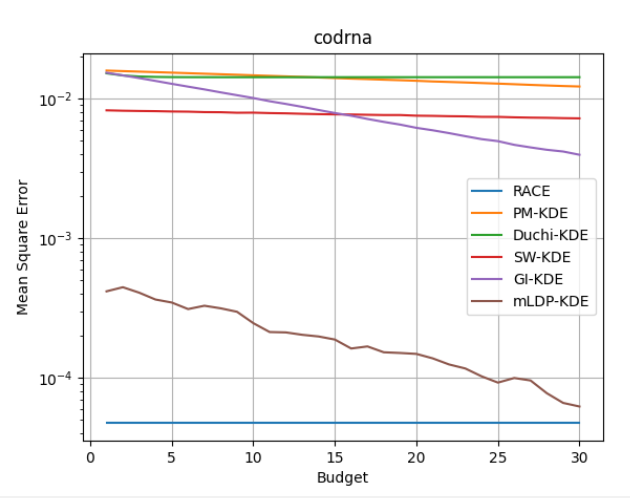 codrna
Mean Square Error
10⁻²
10⁻³
10⁻⁴
RACE
PM-KDE
Duchi-KDE
SW-KDE
GI-KDE
mLDP-KDE
0 5 10 15 20 25 30
Budget